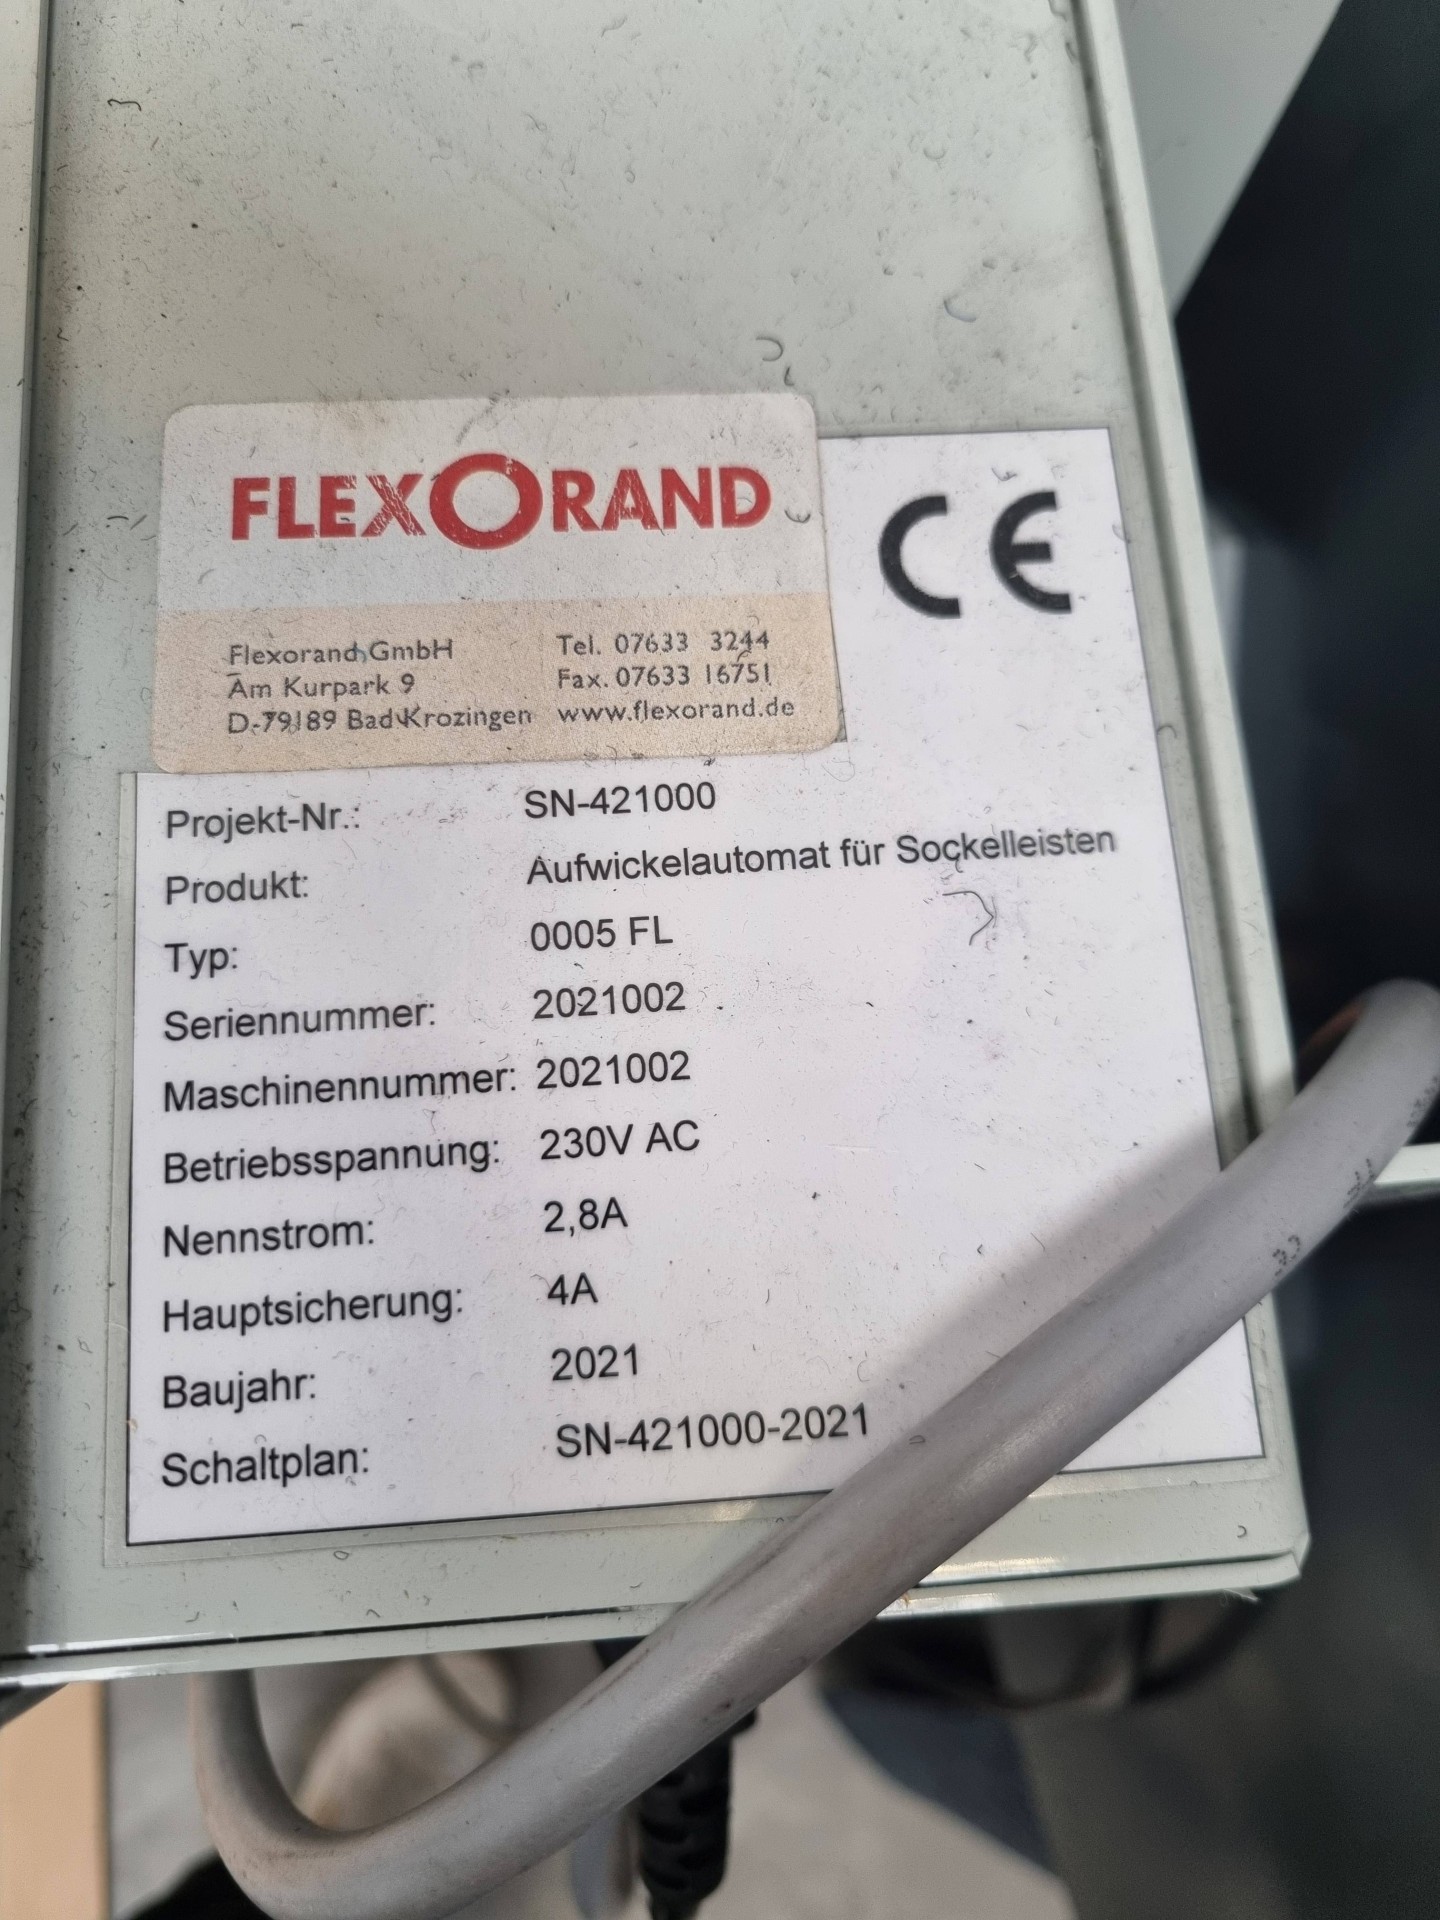 FLEXORAND
CE
Flexorand GmbH
Am Kurpark 9
D-79189 Bad Krozingen
Tel. 07633 3244
Fax. 07633 16751
www.flexorand.de
Projekt-Nr.: SN-421000
Produkt: Aufwickelautomat für Sockelleisten
Typ: 0005 FL
Seriennummer: 2021002
Maschinennummer: 2021002
Betriebsspannung: 230V AC
Nennstrom: 2,8A
Hauptsicherung: 4A
Baujahr: 2021
Schaltplan: SN-421000-2021